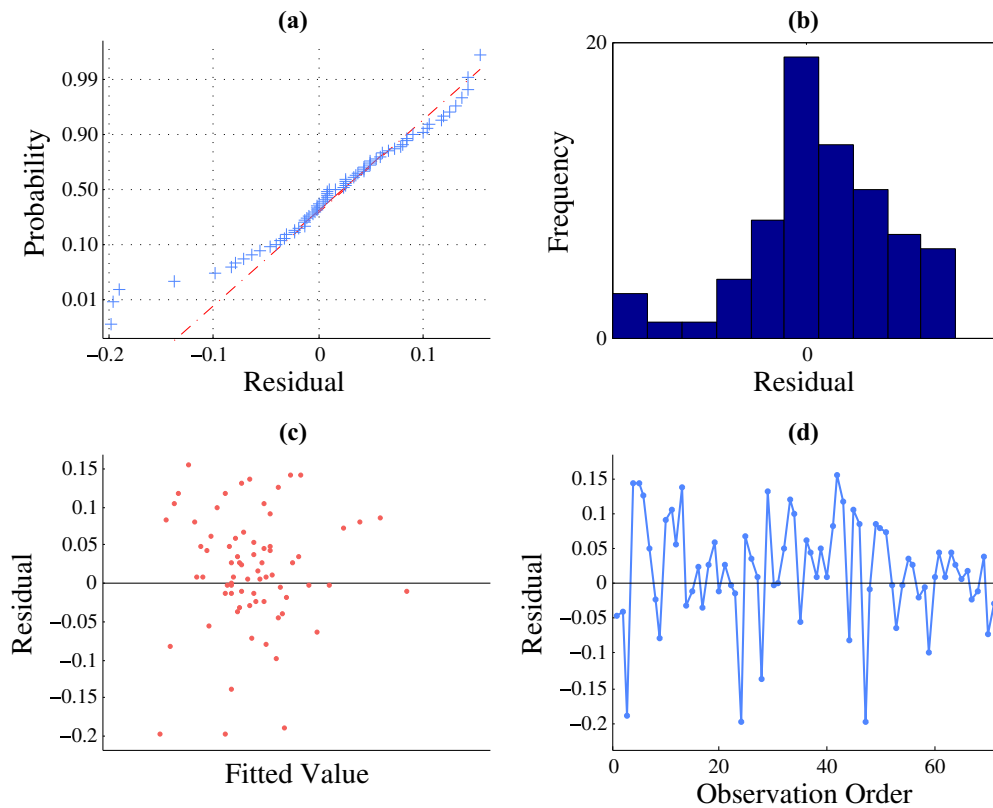 (a)
Probability
0.99
0.90
0.50
0.10
0.01
−0.2
−0.1
0
0.1
Residual
(b)
Frequency
20
0
0
Residual
(c)
Residual
0.15
0.1
0.05
0
−0.05
−0.1
−0.15
−0.2
Fitted Value
(d)
Residual
0.15
0.1
0.05
0
−0.05
−0.1
−0.15
−0.2
0
20
40
60
Observation Order